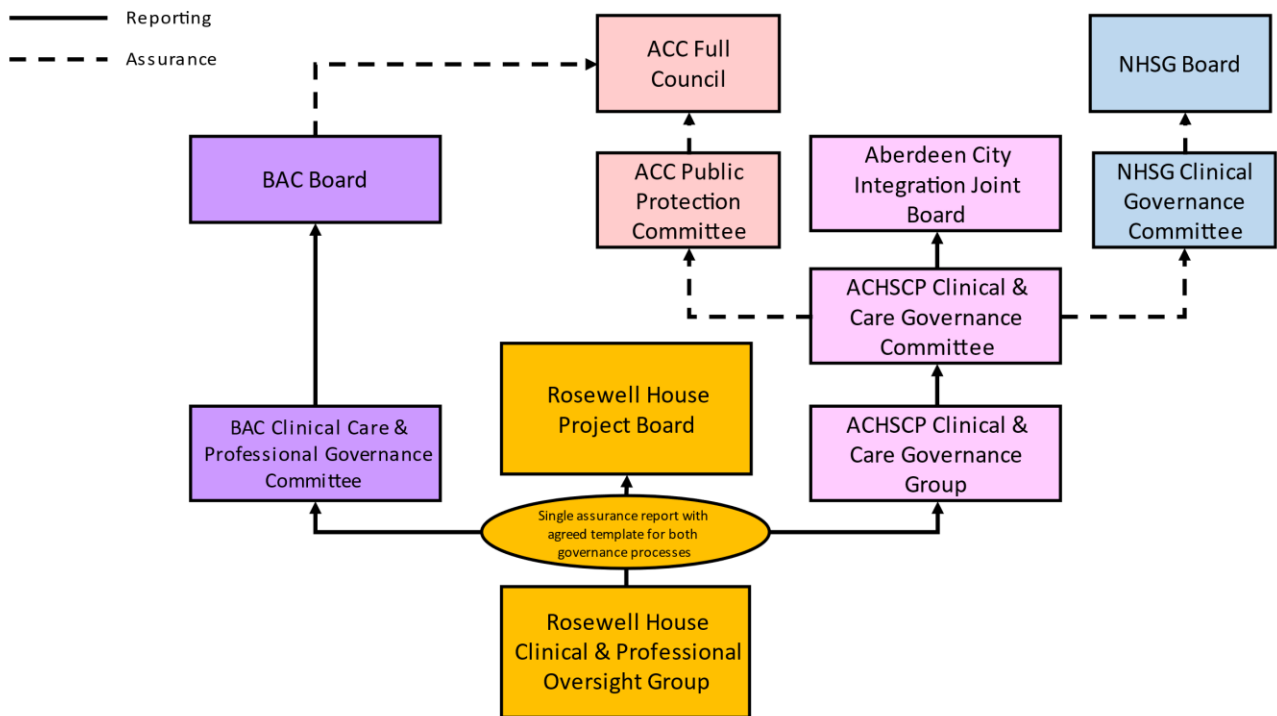 Reporting
Assurance
ACC Full
Council
NHSG Board
BAC Board
ACC Public
Protection
Committee
Aberdeen City
Integration Joint
Board
NHSG Clinical
Governance
Committee
ACHSCP Clinical &
Care Governance
Committee
Rosewell House
Project Board
BAC Clinical Care &
Professional Governance
Committee
ACHSCP Clinical &
Care Governance
Group
Single assurance report with
agreed template for both
governance processes
Rosewell House
Clinical & Professional
Oversight Group